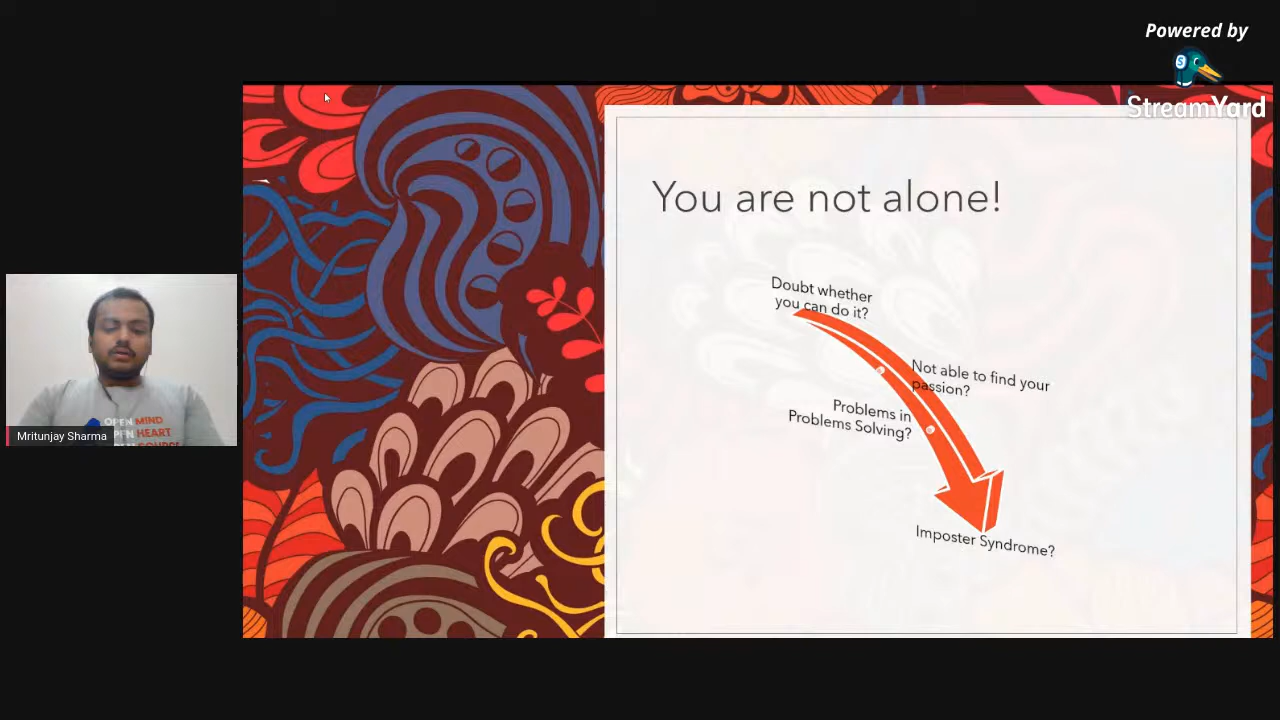 Powered by
StreamYard
You are not alone!
Doubt whether
you can do it?
Not able to find your
passion?
Problems in
Problems Solving?
Imposter Syndrome?
OPEN MIND
OPEN HEART
Mritunjay Sharma